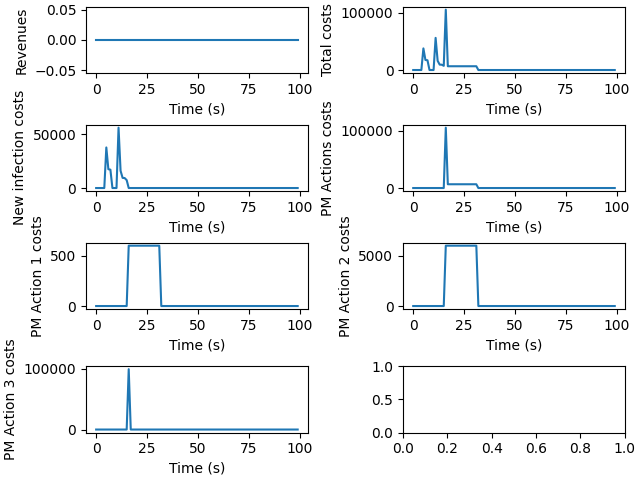 Revenues
0.05
0.00
−0.05
0 25 50 75 100
Time (s)
Total costs
100000
0
0 25 50 75 100
Time (s)
New infection costs
50000
0
0 25 50 75 100
Time (s)
PM Actions costs
100000
0
0 25 50 75 100
Time (s)
PM Action 1 costs
500
0
0 25 50 75 100
Time (s)
PM Action 2 costs
5000
0
0 25 50 75 100
Time (s)
PM Action 3 costs
100000
0
0 25 50 75 100
Time (s)
1.0
0.5
0.0
0.0 0.2 0.4 0.6 0.8 1.0